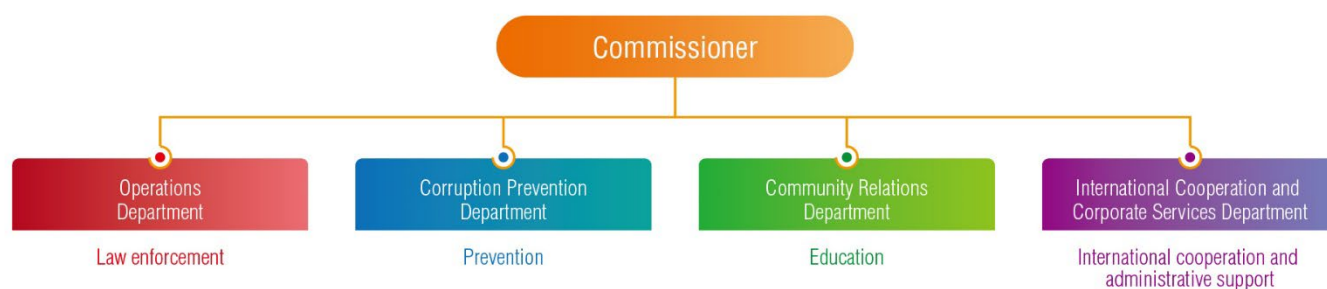 Commissioner
Operations
Department
Law enforcement
Corruption Prevention
Department
Prevention
Community Relations
Department
Education
International Cooperation and
Corporate Services Department
International cooperation and
administrative support